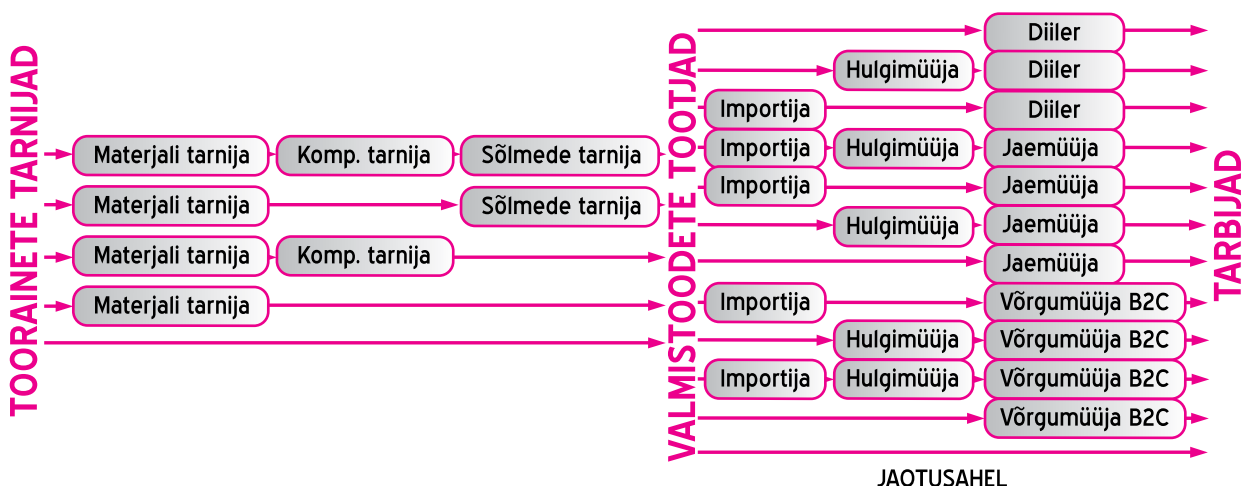 TOORAINETE TARNIJAD
Materjali tarnija Komp. tarnija Sõlmede tarnija
Materjali tarnija Sõlmede tarnija
Materjali tarnija Komp. tarnija
Materjali tarnija
VALMISTOODETE TOOTJAD
Diiler
Hulgimüüja Diiler
Importija Diiler
Importija Hulgimüüja Jaemüüja
Importija Jaemüüja
Hulgimüüja Jaemüüja
Jaemüüja
Importija Võrgumüüja B2C
Hulgimüüja Võrgumüüja B2C
Importija Hulgimüüja Võrgumüüja B2C
Võrgumüüja B2C
TARBIJAD
JAOTUSAHEL